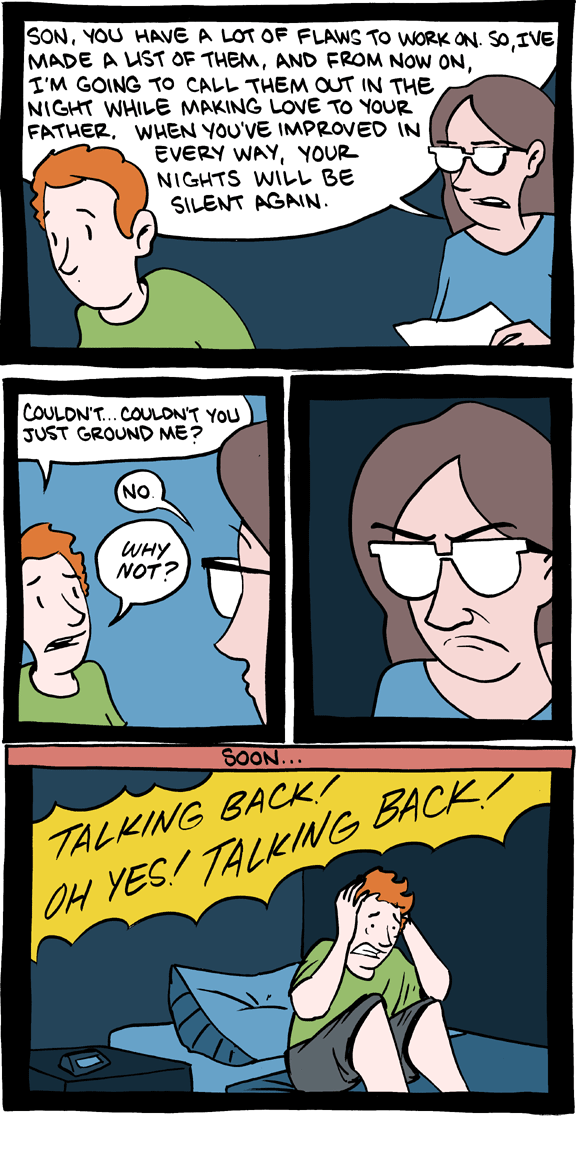 SON, YOU HAVE A LOT OF FLAWS TO WORK ON. SO, I'VE
MADE A LIST OF THEM, AND FROM NOW ON,
I'M GOING TO CALL THEM OUT IN THE
NIGHT WHILE MAKING LOVE TO YOUR
FATHER. WHEN YOU'VE IMPROVED IN
EVERY WAY, YOUR
NIGHTS WILL BE
SILENT AGAIN.
COULDN'T... COULDN'T YOU
JUST GROUND ME?
NO.
WHY
NOT?
SOON...
TALKING BACK!
OH YES! TALKING BACK!